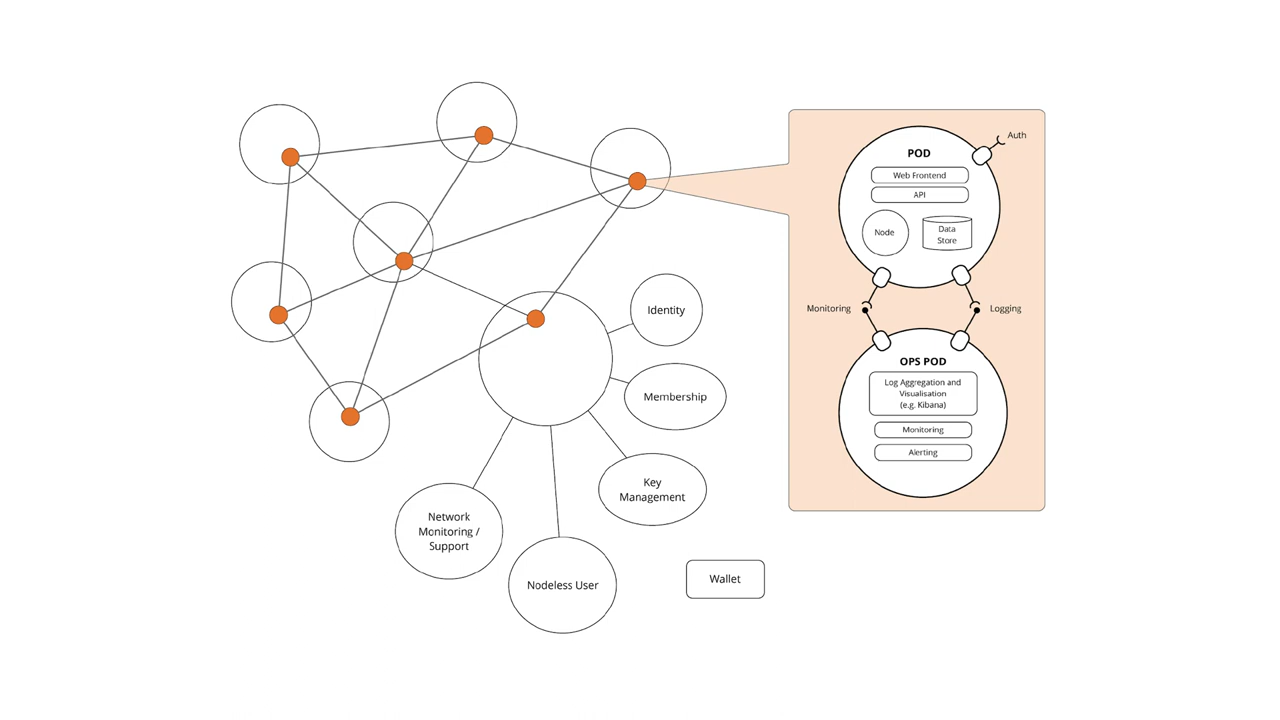 Auth
POD
Web Frontend
API
Node
Data
Store
Monitoring
Logging
OPS POD
Log Aggregation and
Visualisation
(e.g. Kibana)
Monitoring
Alerting
Identity
Membership
Key
Management
Network
Monitoring /
Support
Nodeless User
Wallet